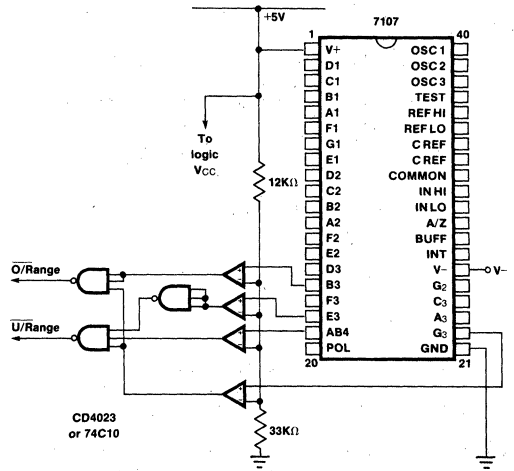 +5V
7107
1
40
V+
OSC 1
D1
OSC 2
C1
OSC 3
B1
TEST
A1
REF HI
F1
REF LO
G1
C REF
E1
C REF
D2
COMMON
C2
IN HI
B2
IN LO
A2
A/Z
F2
BUFF
E2
INT
D3
V−
V−
B3
G2
F3
C3
E3
A3
AB4
G3
POL
GND
20
21
To
logic
VCC
12KΩ
O/Range
U/Range
CD4023
or 74C10
33KΩ